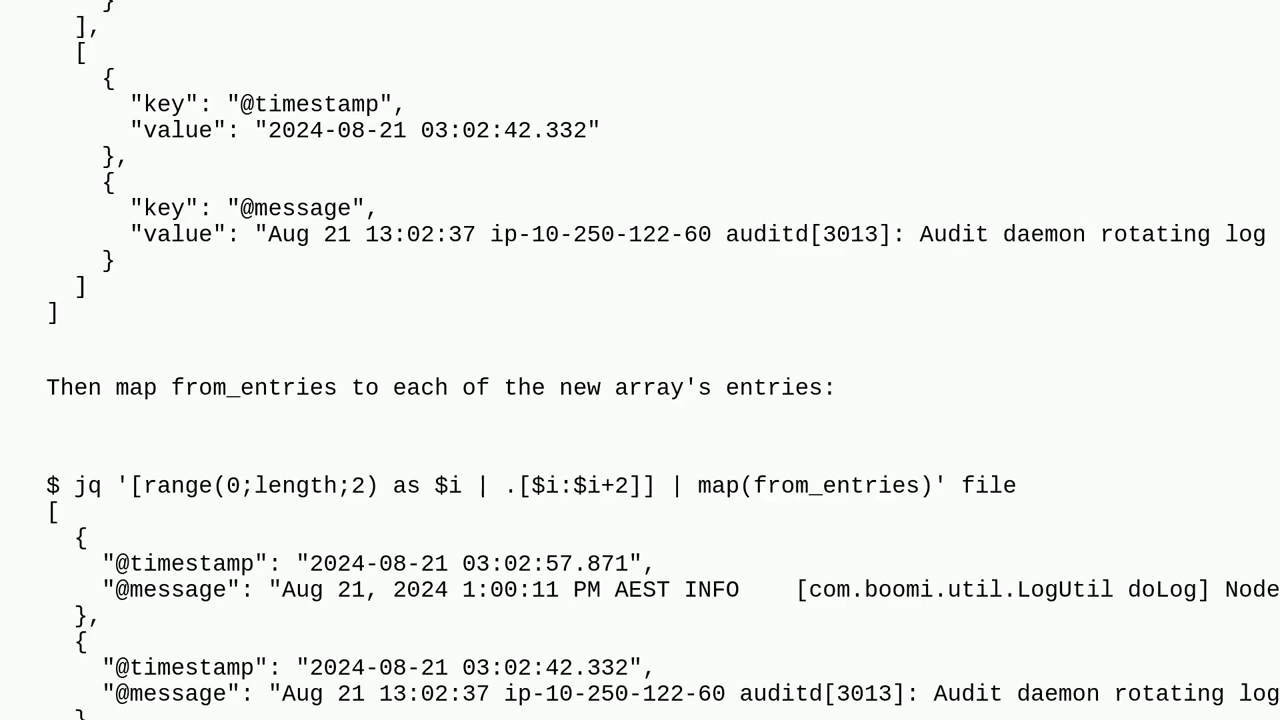 }
],
[
{
"key": "@timestamp",
"value": "2024-08-21 03:02:42.332"
},
{
"key": "@message",
"value": "Aug 21 13:02:37 ip-10-250-122-60 auditd[3013]: Audit daemon rotating log
}
]
]
Then map from_entries to each of the new array's entries:
$ jq '[range(0;length;2) as $i | .[$i:$i+2]] | map(from_entries)' file
[
{
"@timestamp": "2024-08-21 03:02:57.871",
"@message": "Aug 21, 2024 1:00:11 PM AEST INFO    [com.boomi.util.LogUtil doLog] Node
},
{
"@timestamp": "2024-08-21 03:02:42.332",
"@message": "Aug 21 13:02:37 ip-10-250-122-60 auditd[3013]: Audit daemon rotating log
}